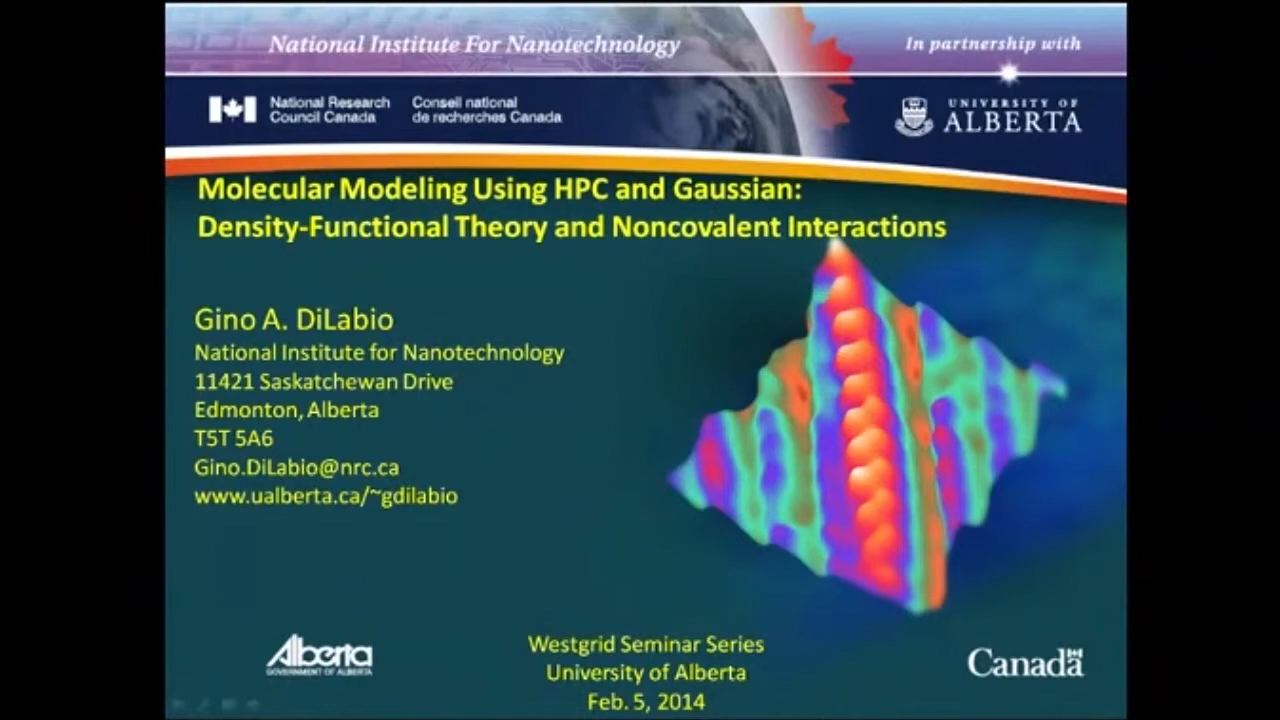 National Institute For Nanotechnology
In partnership with
National Research Council Canada
Conseil national de recherches Canada
UNIVERSITY OF
ALBERTA
Molecular Modeling Using HPC and Gaussian:
Density-Functional Theory and Noncovalent Interactions
Gino A. DiLabio
National Institute for Nanotechnology
11421 Saskatchewan Drive
Edmonton, Alberta
T5T 5A6
Gino.DiLabio@nrc.ca
www.ualberta.ca/~gdilabio
Alberta
GOVERNMENT OF ALBERTA
Westgrid Seminar Series
University of Alberta
Feb. 5, 2014
Canada